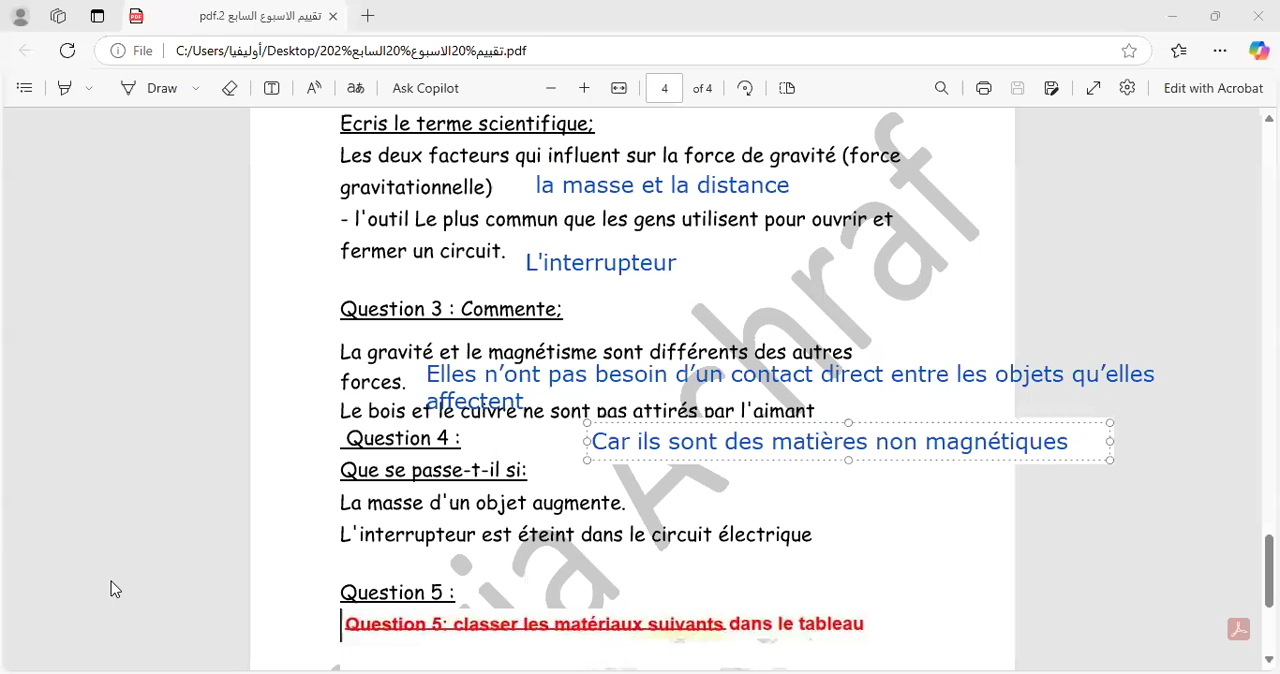 تقييم الاسبوع السابع 2.pdf
File
C:/Users/أوليفيا/Desktop/202%تقييم%20الاسبوع%20السابع.pdf
Draw
Ask Copilot
4
of 4
Edit with Acrobat
Ecris le terme scientifique;
Les deux facteurs qui influent sur la force de gravité (force
gravitationnelle) la masse et la distance
- l'outil Le plus commun que les gens utilisent pour ouvrir et
fermer un circuit. L'interrupteur
Question 3 : Commente;
La gravité et le magnétisme sont différents des autres
forces. Elles n’ont pas besoin d’un contact direct entre les objets qu’elles
affectent
Le bois et le cuivre ne sont pas attirés par l'aimant
Car ils sont des matières non magnétiques
Question 4 :
Que se passe-t-il si:
La masse d'un objet augmente.
L'interrupteur est éteint dans le circuit électrique
Question 5 :
Question 5: classer les matériaux suivants dans le tableau
Achraf